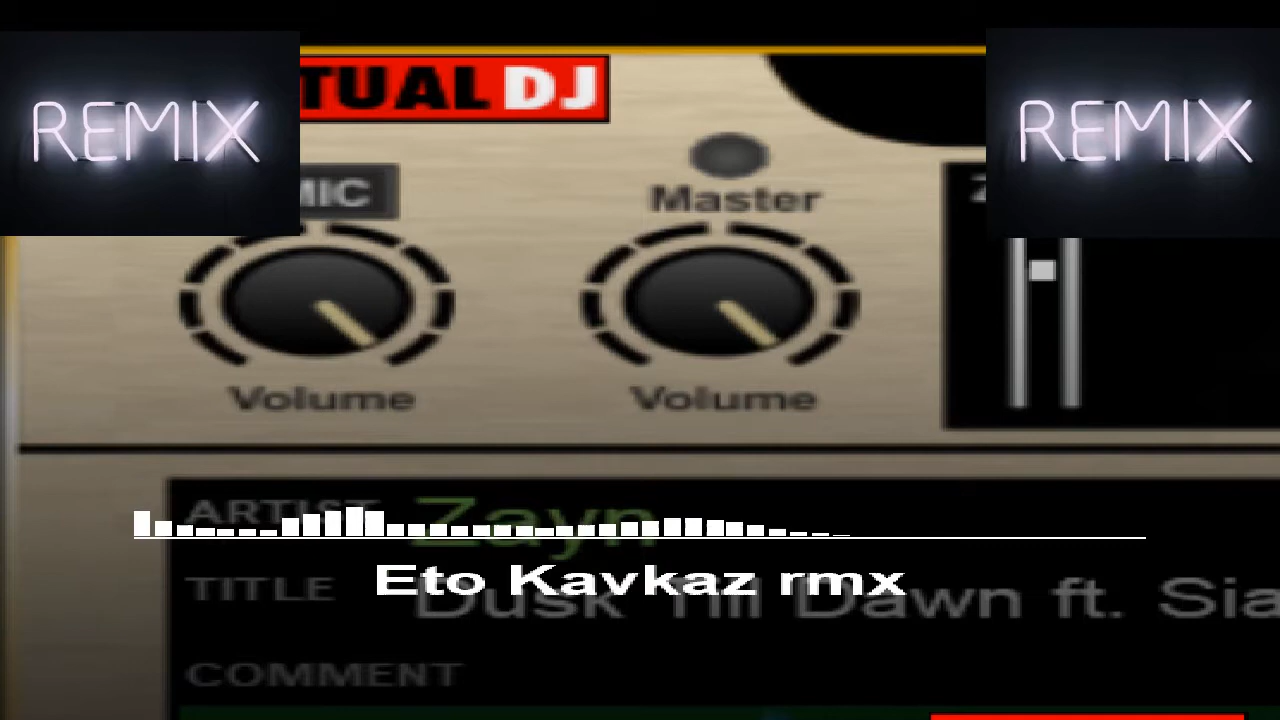 REMIX
TUAL DJ
REMIX
MIC
Master
Volume
Volume
ARTIST
Zayn
Eto Kavkaz rmx
TITLE
Dusk Till Dawn ft. Sia
COMMENT